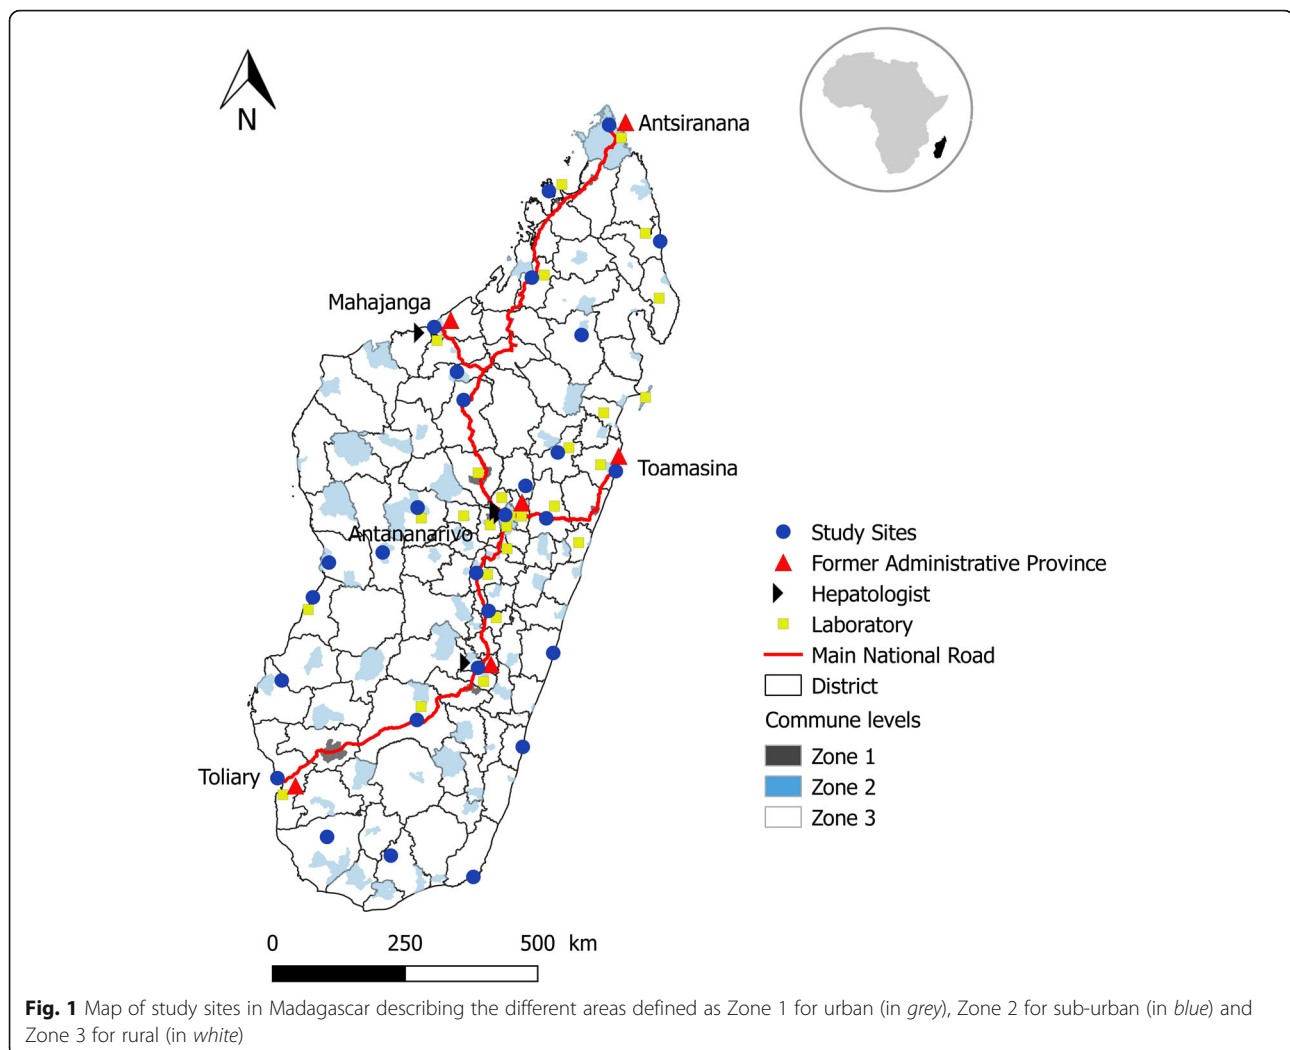 N
Antsiranana
Mahajanga
Toamasina
Antananarivo
Toliary
Study Sites
Former Administrative Province
Hepatologist
Laboratory
Main National Road
District
Commune levels
Zone 1
Zone 2
Zone 3
0 250 500 km
Fig. 1 Map of study sites in Madagascar describing the different areas defined as Zone 1 for urban (in grey), Zone 2 for sub-urban (in blue) and
Zone 3 for rural (in white)